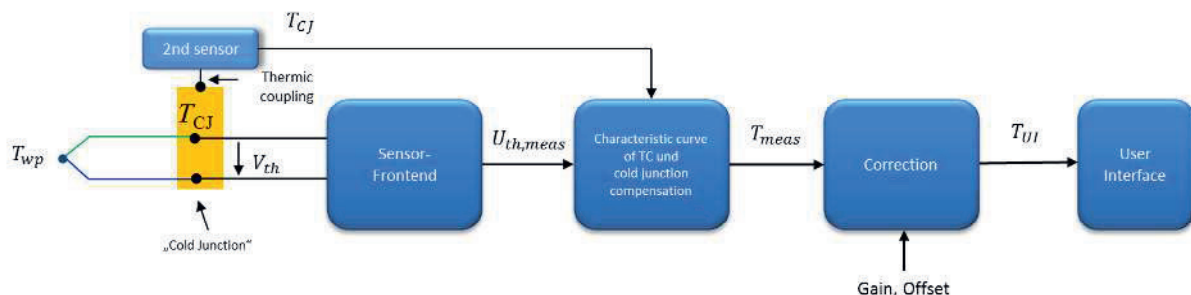 T_CJ
2nd sensor
Thermic
coupling
T_CJ
T_wp
V_th
„Cold Junction“
Sensor-
Frontend
U_th,meas
Characteristic curve
of TC und
cold junction
compensation
T_meas
Correction
T_UI
User
Interface
Gain, Offset